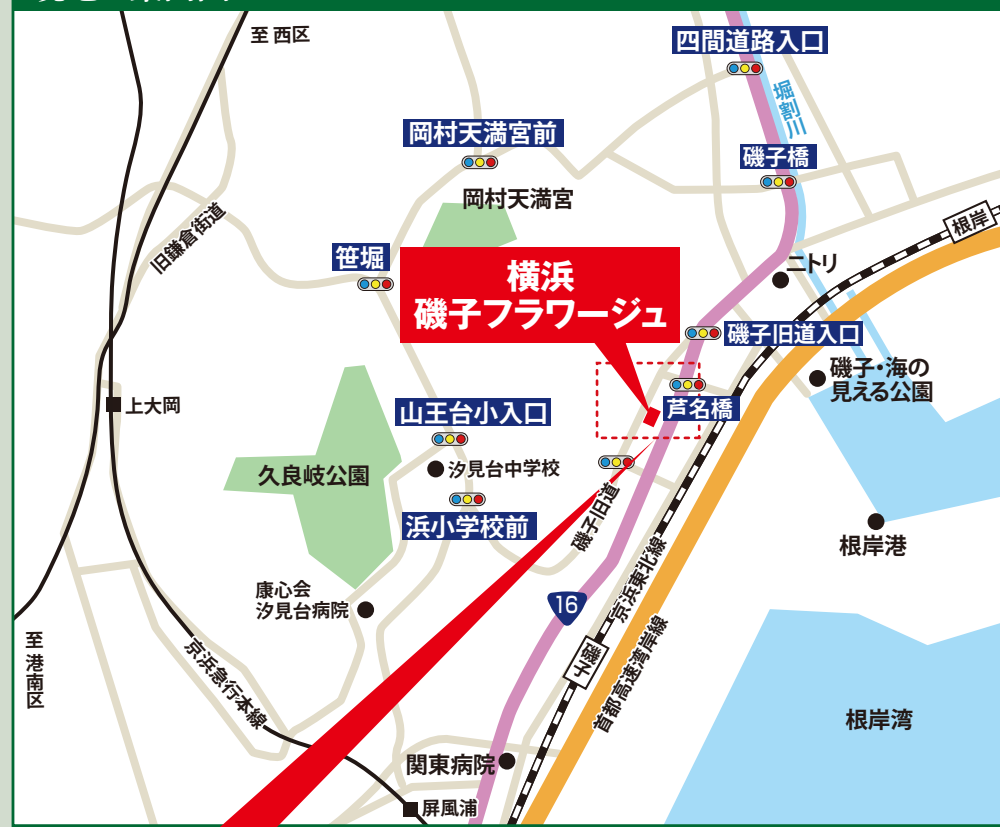 至 西区
四間道路入口
堀割川
岡村天満宮前
磯子橋
岡村天満宮
旧鎌倉街道
根岸
笹堀
ニトリ
横浜
磯子フラワージュ
磯子旧道入口
磯子・海の
見える公園
上大岡
山王台小入口
芦名橋
久良岐公園
汐見台中学校
浜小学校前
磯子旧道
根岸港
京浜東北線
康心会
汐見台病院
16
至 港南区
京浜急行本線
磯子
首都高速湾岸線
根岸湾
関東病院
屏風浦